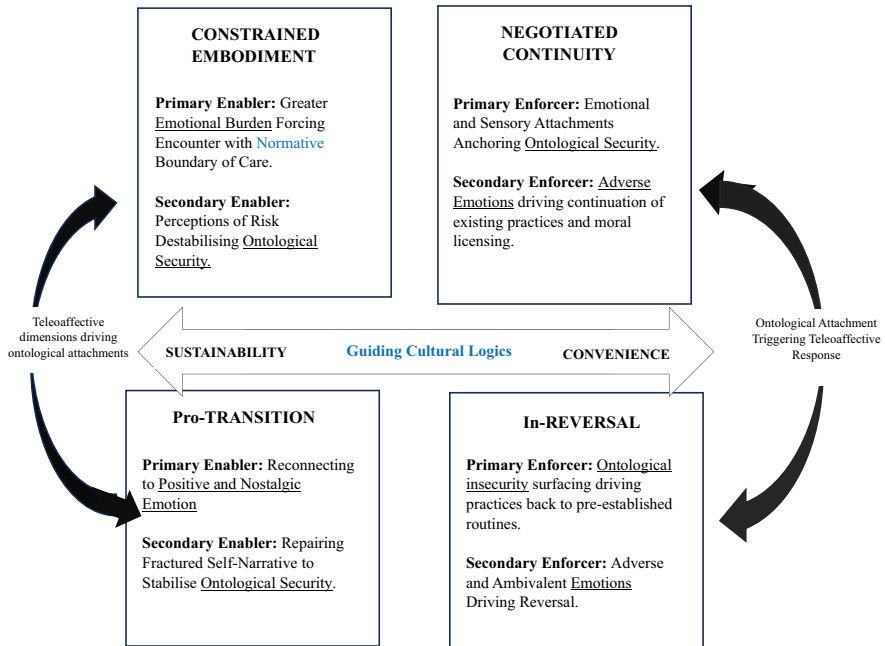 CONSTRAINED
EMBODIMENT
Primary Enabler: Greater
Emotional Burden Forcing
Encounter with Normative
Boundary of Care.
Secondary Enabler:
Perceptions of Risk
Destabilising Ontological
Security.
NEGOTIATED
CONTINUITY
Primary Enforcer: Emotional
and Sensory Attachments
Anchoring Ontological Security.
Secondary Enforcer: Adverse
Emotions driving continuation of
existing practices and moral
licensing.
Teleoaffective
dimensions driving
ontological attachments
SUSTAINABILITY
Guiding Cultural Logics
CONVENIENCE
Ontological Attachment
Triggering Teleoaffective
Response
Pro-TRANSITION
Primary Enabler: Reconnecting
to Positive and Nostalgic
Emotion
Secondary Enabler: Repairing
Fractured Self-Narrative to
Stabilise Ontological Security.
In-REVERSAL
Primary Enforcer: Ontological
insecurity surfacing driving
practices back to pre-established
routines.
Secondary Enforcer: Adverse
and Ambivalent Emotions
Driving Reversal.